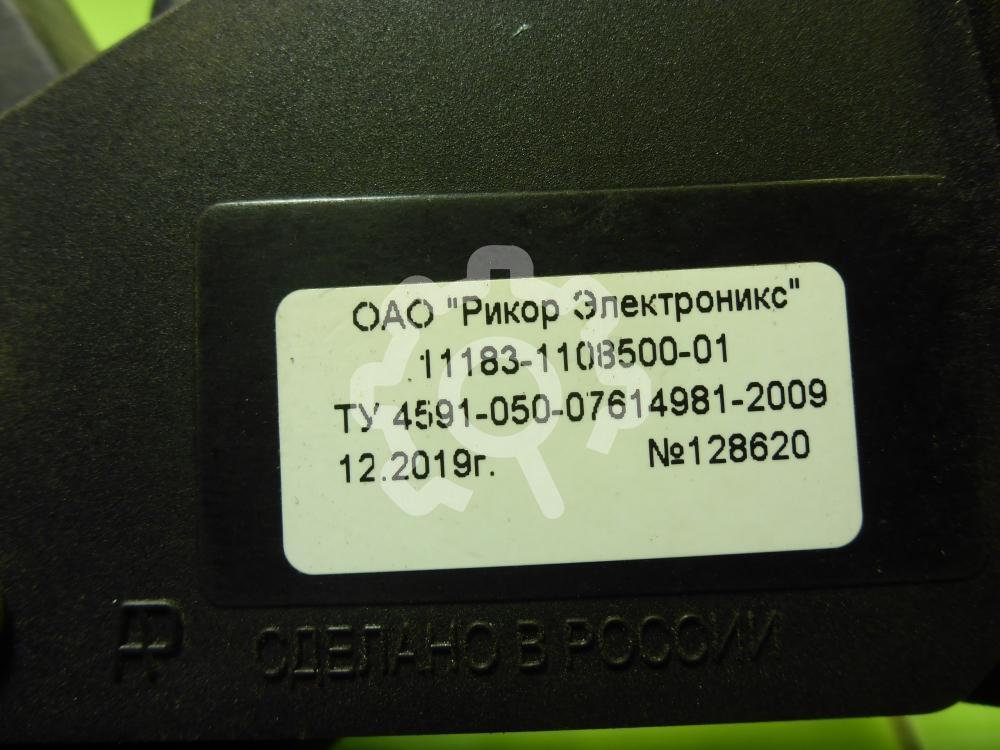 ОАО "Рикор Электроникс"
11183-1108500-01
ТУ 4591-050-07614981-2009
12.2019г. №128620
СДЕЛАНО В РОССИИ